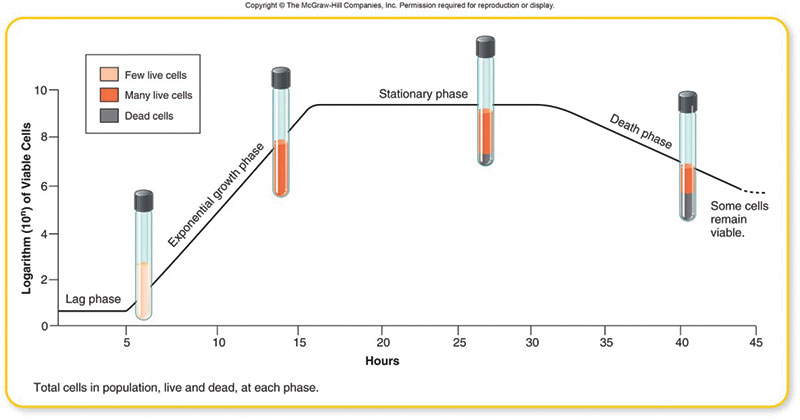 Copyright © The McGraw-Hill Companies, Inc. Permission required for reproduction or display.
Few live cells
Many live cells
Dead cells
Logarithm (10ⁿ) of Viable Cells
10
8
6
4
2
0
Lag phase
Exponential growth phase
Stationary phase
Death phase
Some cells
remain
viable.
5 10 15 20 25 30 35 40 45
Hours
Total cells in population, live and dead, at each phase.